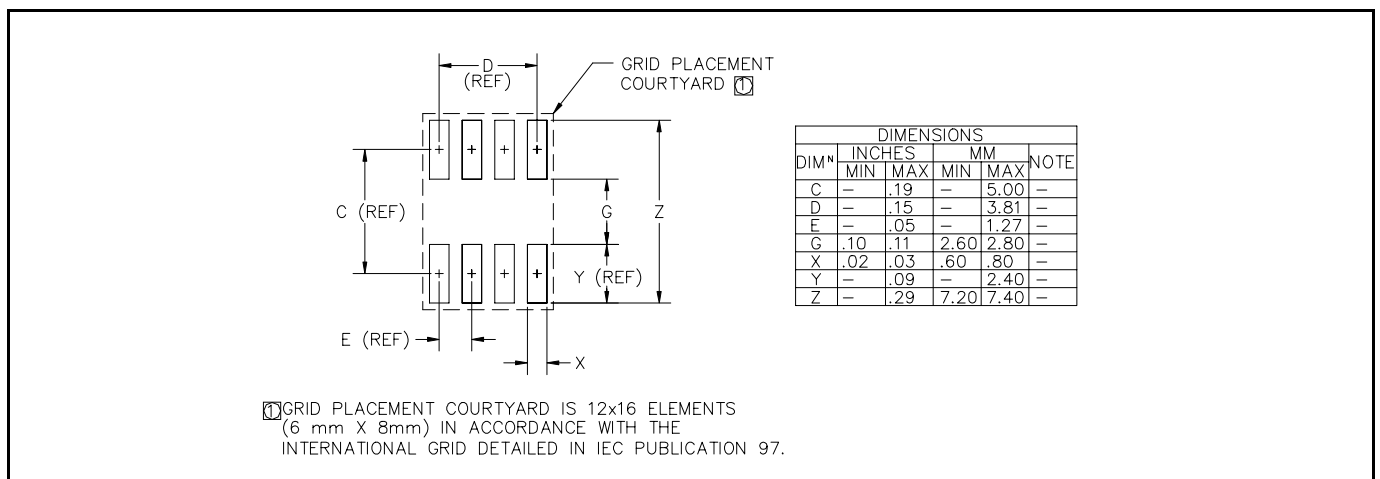 D
(REF)
GRID PLACEMENT
COURTYARD 1
C (REF)
G
Z
Y (REF)
E (REF)
X
DIMENSIONS
DIMN INCHES MM NOTE
MIN MAX MIN MAX
C – .19 – 5.00 –
D – .15 – 3.81 –
E – .05 – 1.27 –
G .10 .11 2.60 2.80 –
X .02 .03 .60 .80 –
Y – .09 – 2.40 –
Z – .29 7.20 7.40 –
1 GRID PLACEMENT COURTYARD IS 12x16 ELEMENTS
(6 mm X 8mm) IN ACCORDANCE WITH THE
INTERNATIONAL GRID DETAILED IN IEC PUBLICATION 97.